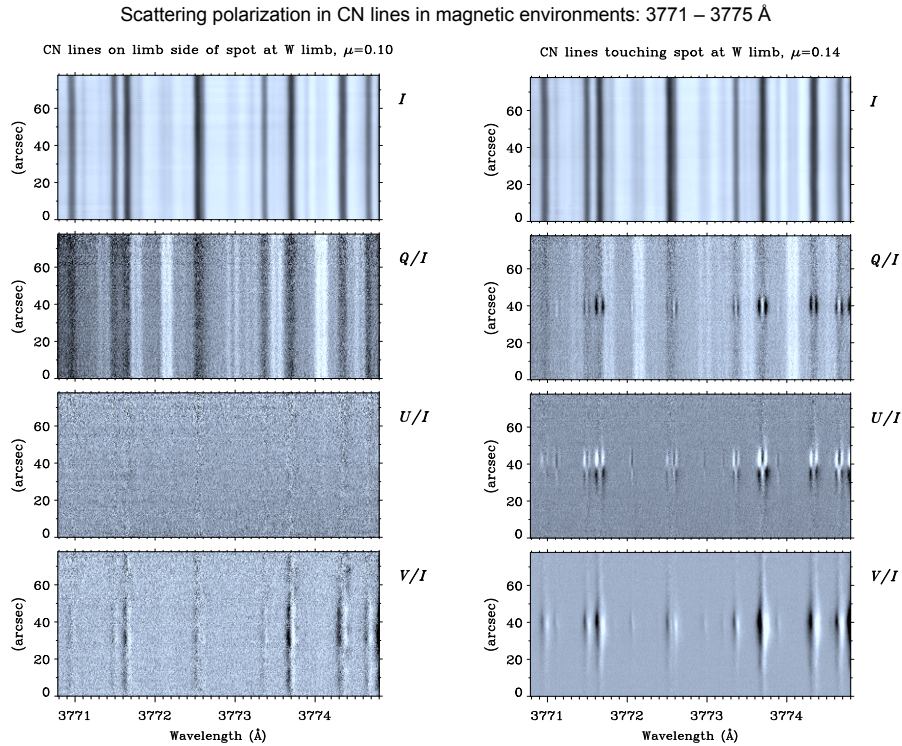 Scattering polarization in CN lines in magnetic environments: 3771 – 3775 Å
CN lines on limb side of spot at W limb, μ=0.10
I
60
40
20
0
(arcsec)
Q/I
60
40
20
0
(arcsec)
U/I
60
40
20
0
(arcsec)
V/I
60
40
20
0
(arcsec)
3771 3772 3773 3774
Wavelength (Å)
CN lines touching spot at W limb, μ=0.14
I
60
40
20
0
(arcsec)
Q/I
60
40
20
0
(arcsec)
U/I
60
40
20
0
(arcsec)
V/I
60
40
20
0
(arcsec)
3771 3772 3773 3774
Wavelength (Å)